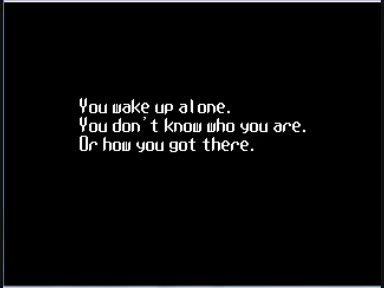 You wake up alone.
You don't know who you are.
Or how you got there.